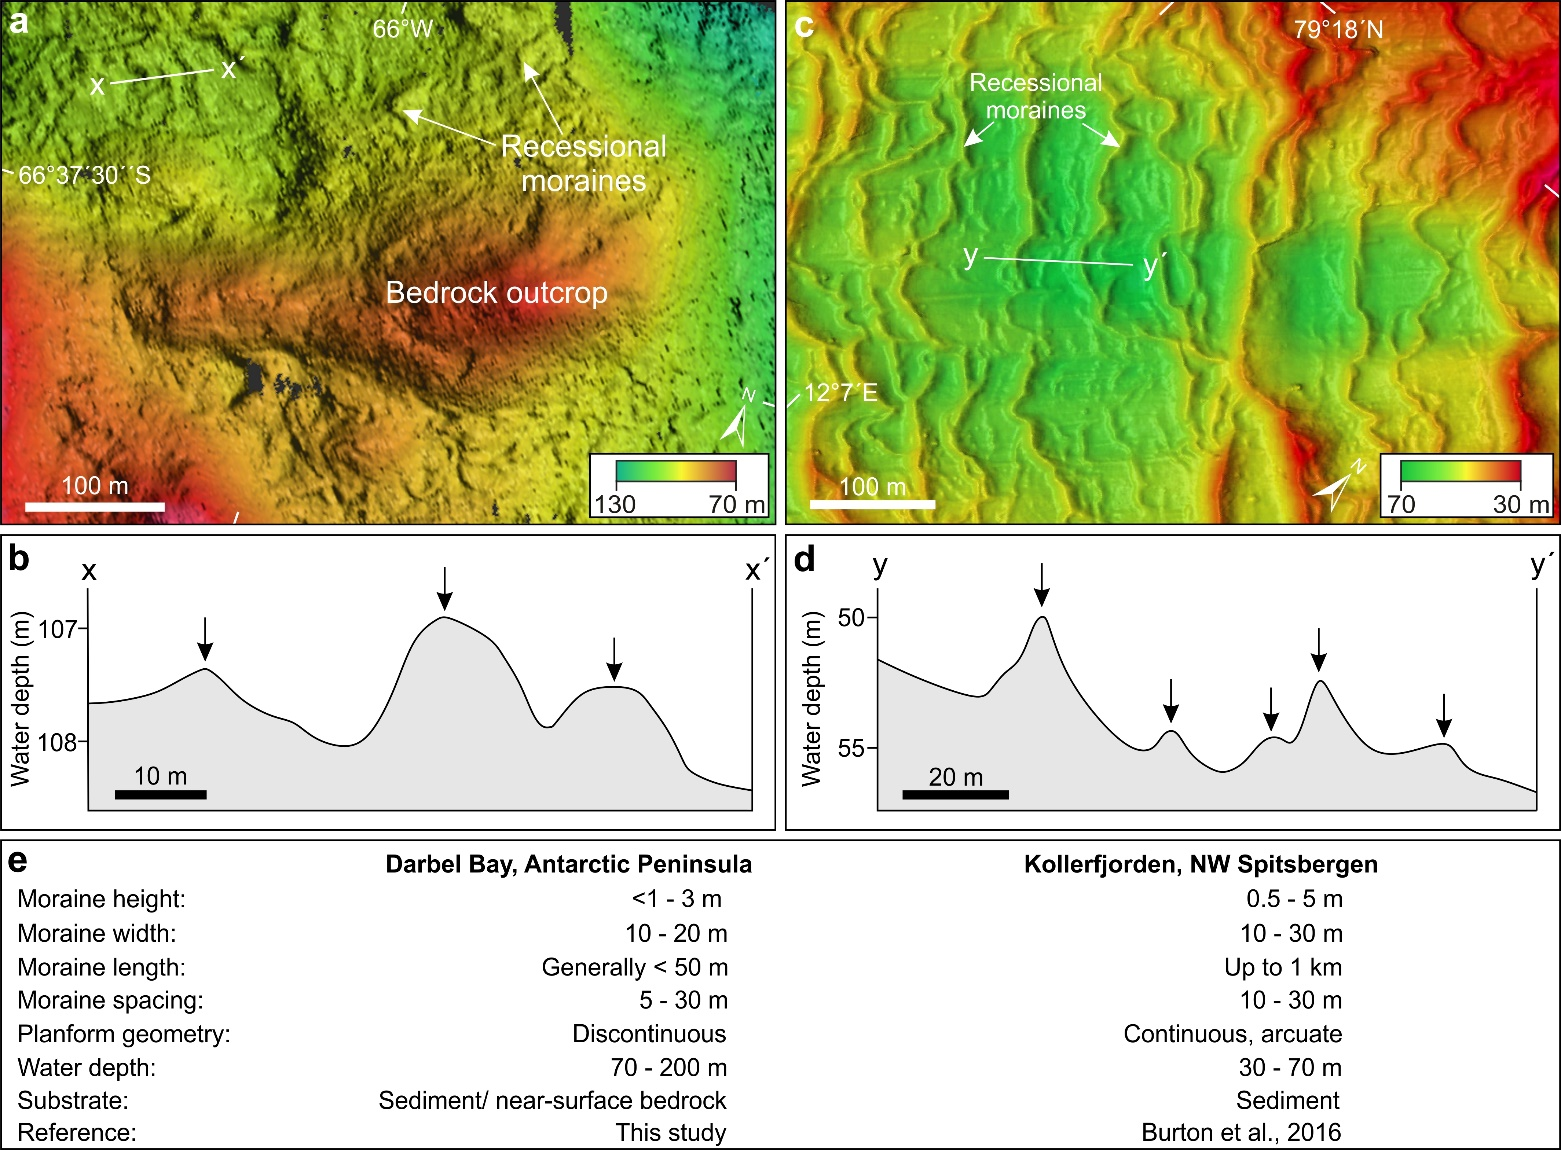 a
66°W
x
x´
66°37´30´´S
Recessional
moraines
Bedrock outcrop
N
100 m
130
70 m
c
79°18´N
Recessional
moraines
y
y´
12°7´E
N
100 m
70
30 m
b
x
x´
Water depth (m)
107
108
10 m
d
y
y´
Water depth (m)
50
55
20 m
e
Darbel Bay, Antarctic Peninsula Kollerfjorden, NW Spitsbergen
Moraine height: <1 - 3 m 0.5 - 5 m
Moraine width: 10 - 20 m 10 - 30 m
Moraine length: Generally < 50 m Up to 1 km
Moraine spacing: 5 - 30 m 10 - 30 m
Planform geometry: Discontinuous Continuous, arcuate
Water depth: 70 - 200 m 30 - 70 m
Substrate: Sediment/ near-surface bedrock Sediment
Reference: This study Burton et al., 2016